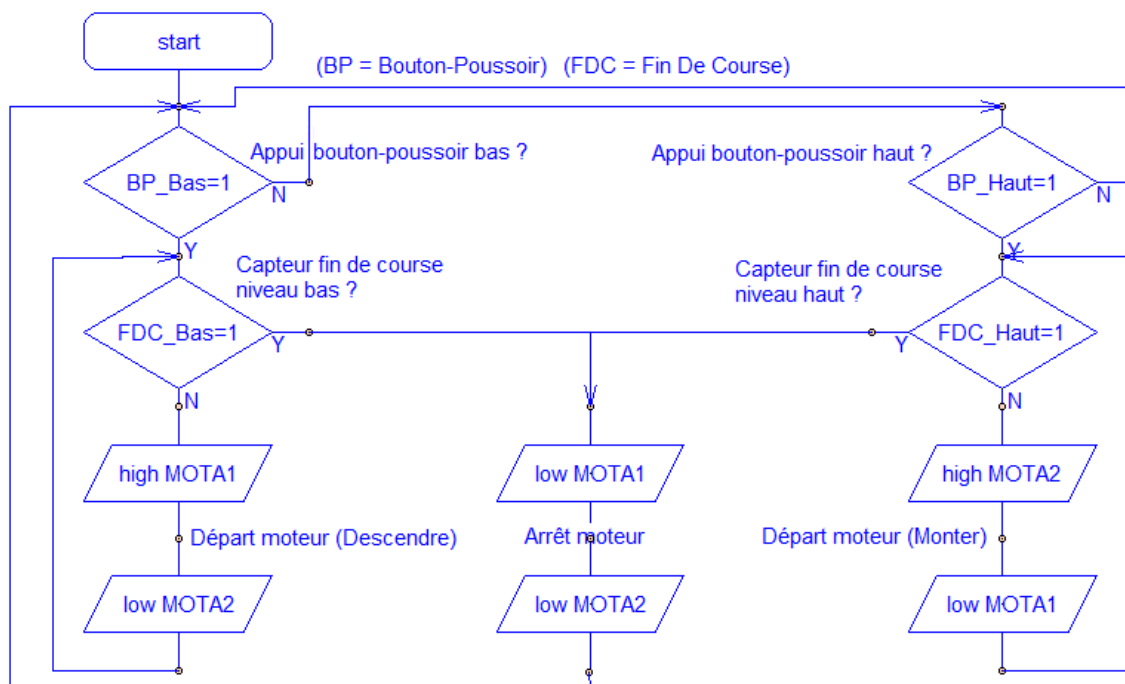 start
(BP = Bouton-Poussoir) (FDC = Fin De Course)
Appui bouton-poussoir bas ?
Appui bouton-poussoir haut ?
BP_Bas=1
N
BP_Haut=1
N
Y
Y
Capteur fin de course
niveau bas ?
Capteur fin de course
niveau haut ?
FDC_Bas=1
Y
Y
FDC_Haut=1
N
N
high MOTA1
low MOTA1
high MOTA2
Départ moteur (Descendre)
Arrêt moteur
Départ moteur (Monter)
low MOTA2
low MOTA2
low MOTA1